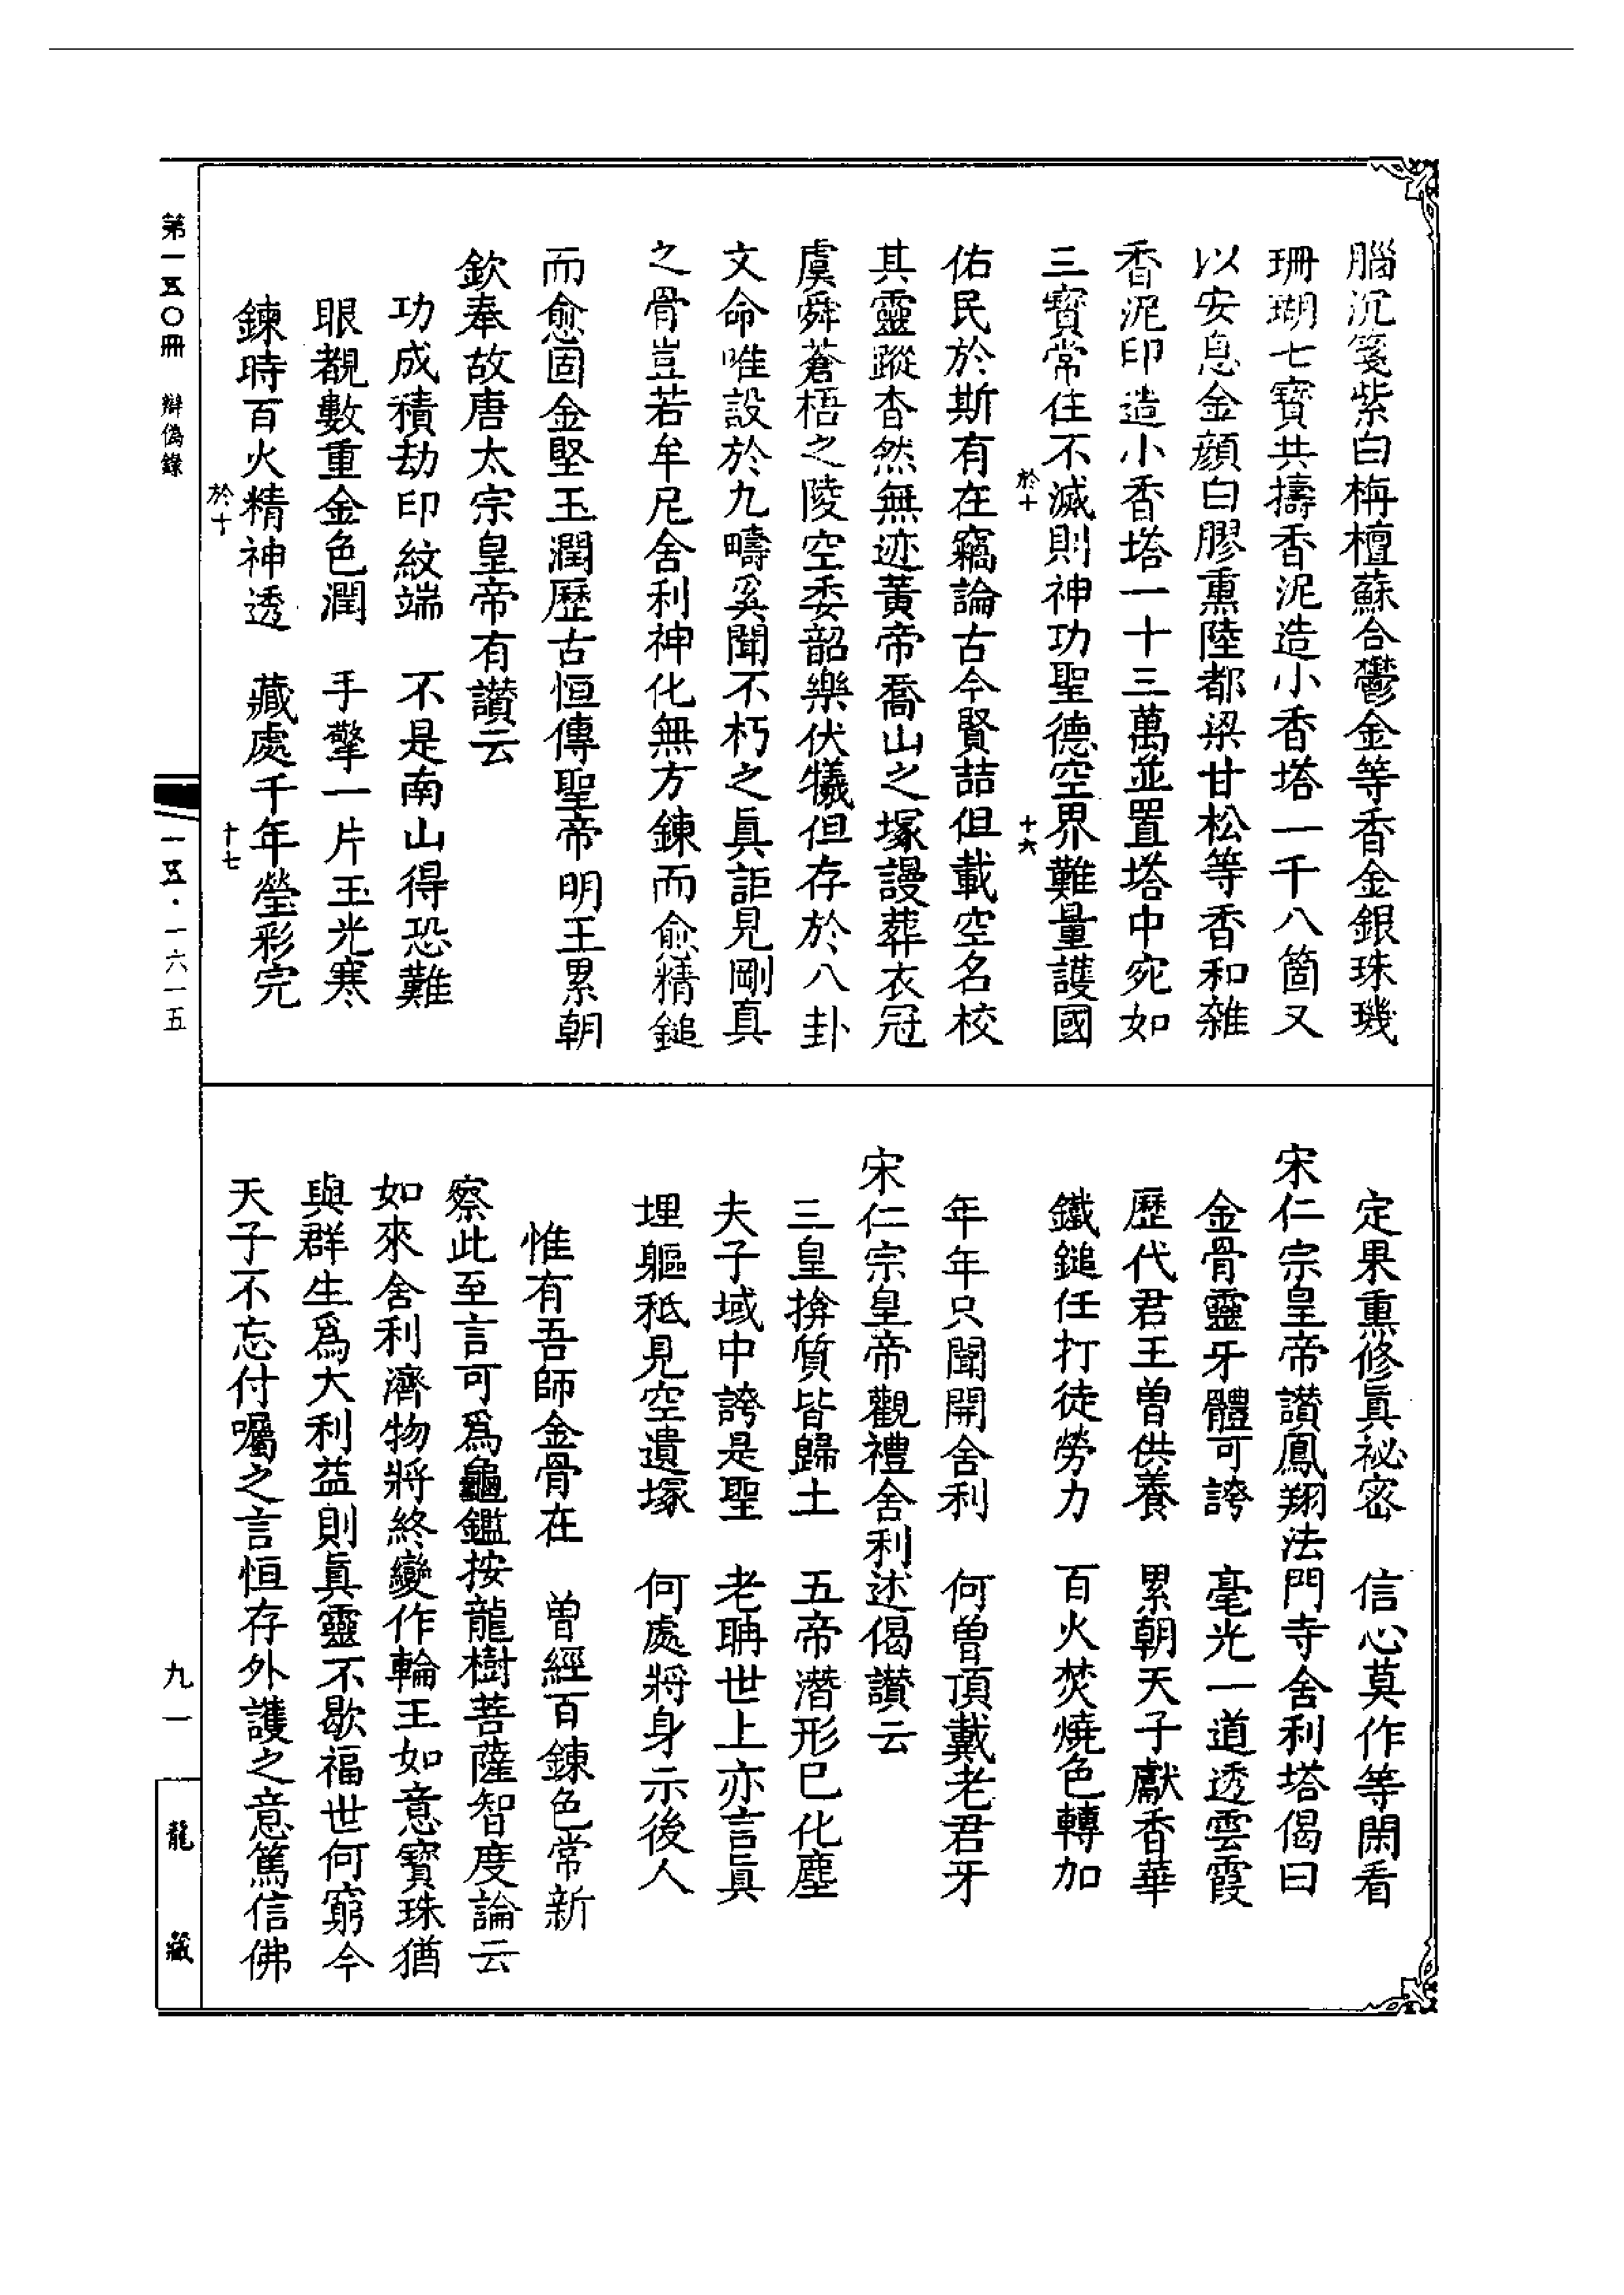 腦沉箋紫白栴檀蘇合鬱金等香金銀珠璣
珊瑚七寶共擣香泥造小香塔一千八箇又
以安息金顏白膠熏陸都梁甘松等香和雜
香泥印造小香塔一十三萬並置塔中宛如
三寶常住不滅則神功聖德空界難量護國
於十
十六
佑民於斯有在竊論古今賢喆但載空名校
其靈蹤杳然無迹黃帝喬山之塚謾葬衣冠
虞舜蒼梧之陵空委韶樂伏犧但存於八卦
文命唯設於九疇奚聞不朽之眞詎見剛真
之骨豈若牟尼舍利神化無方鍊而愈精鎚
而愈固金堅玉潤歷古恒傳聖帝明王累朝
欽奉故唐太宗皇帝有讚云
功成積劫印紋端　不是南山得恐難
眼覩數重金色潤　手擎一片玉光寒
鍊時百火精神透　藏處千年瑩彩完
於十
十七
定果熏修眞祕密　信心莫作等閑看
宋仁宗皇帝讚鳳翔法門寺舍利塔偈曰
金骨靈牙體可誇　毫光一道透雲霞
歷代君王曾供養　累朝天子獻香華
鐵鎚任打徒勞力　百火焚燒色轉加
年年只聞開舍利　何曾頂戴老君牙
宋仁宗皇帝觀禮舍利述偈讚云
三皇掩質皆歸土　五帝潛形已化塵
夫子域中誇是聖　老聃世上亦言眞
埋軀秪見空遺塚　何處將身示後人
惟有吾師金骨在　曾經百鍊色常新
察此至言可爲龜鑑按龍樹菩薩智度論云
如來舍利濟物將終變作輪王如意寶珠猶
與群生爲大利益則眞靈不歇福世何窮今
天子不忘付囑之言恒存外護之意篤信佛
第一五〇冊　辯偽錄
一五·一六一五
九一
龍藏